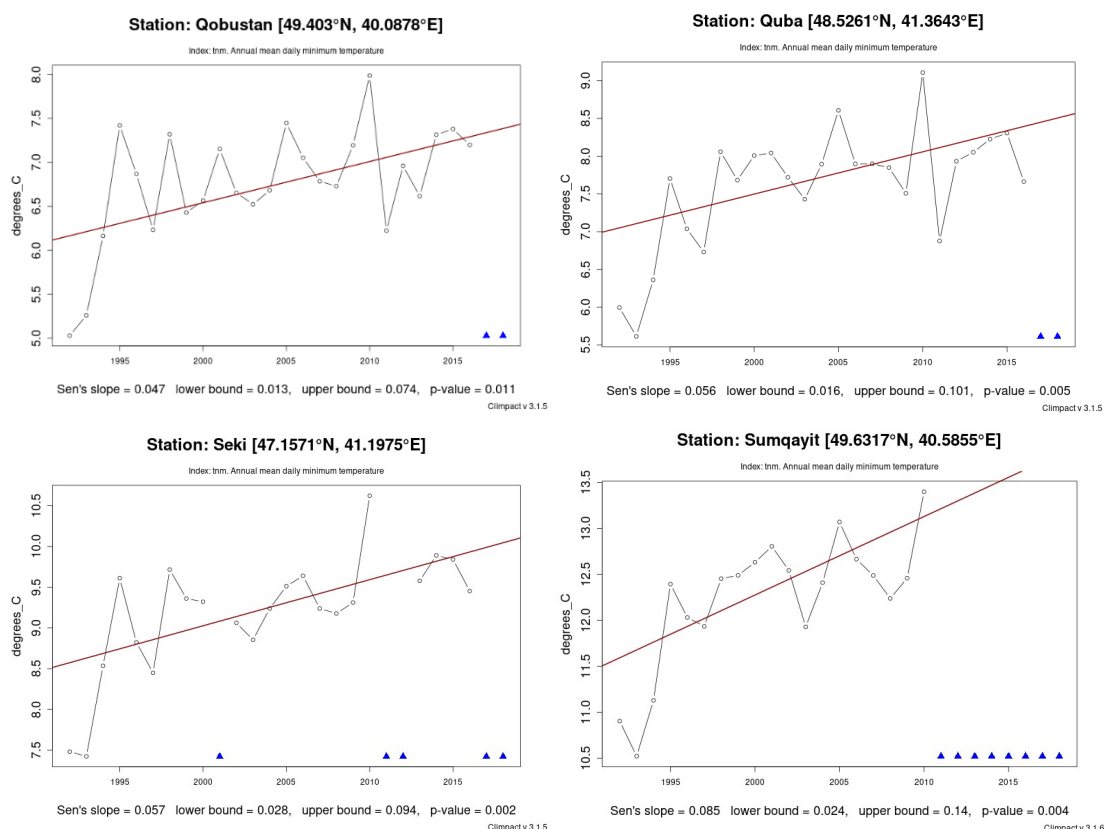 Station: Qobustan [49.403°N, 40.0878°E]
Index: tnm. Annual mean daily minimum temperature
degrees_C
8.0
7.5
7.0
6.5
6.0
5.5
5.0
1995 2000 2005 2010 2015
Sen's slope = 0.047 lower bound = 0.013, upper bound = 0.074, p-value = 0.011
Climpact v 3.1.5
Station: Quba [48.5261°N, 41.3643°E]
Index: tnm. Annual mean daily minimum temperature
degrees_C
9.0
8.5
8.0
7.5
7.0
6.5
6.0
5.5
1995 2000 2005 2010 2015
Sen's slope = 0.056 lower bound = 0.016, upper bound = 0.101, p-value = 0.005
Climpact v 3.1.5
Station: Seki [47.1571°N, 41.1975°E]
Index: tnm. Annual mean daily minimum temperature
degrees_C
10.5
10.0
9.5
9.0
8.5
8.0
7.5
1995 2000 2005 2010 2015
Sen's slope = 0.057 lower bound = 0.028, upper bound = 0.094, p-value = 0.002
Climpact v 3.1.5
Station: Sumqayit [49.6317°N, 40.5855°E]
Index: tnm. Annual mean daily minimum temperature
degrees_C
13.5
13.0
12.5
12.0
11.5
11.0
10.5
1995 2000 2005 2010 2015
Sen's slope = 0.085 lower bound = 0.024, upper bound = 0.14, p-value = 0.004
Climpact v 3.1.6